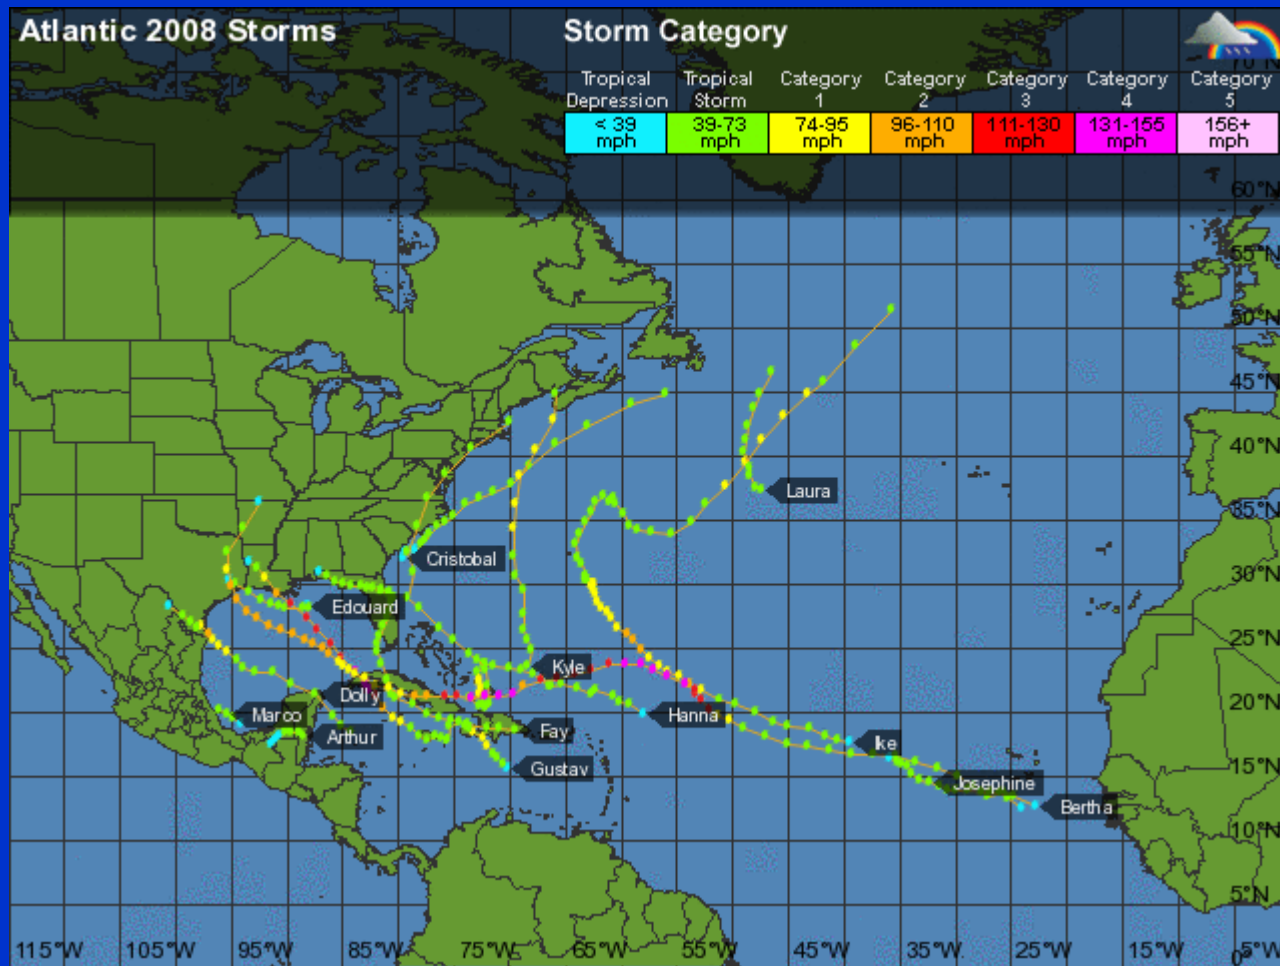 Atlantic 2008 Storms
Storm Category
Tropical Depression
Tropical Storm
Category 1
Category 2
Category 3
Category 4
Category 5
< 39 mph
39-73 mph
74-95 mph
96-110 mph
111-130 mph
131-155 mph
156+ mph
70°N
60°N
55°N
50°N
45°N
40°N
35°N
30°N
25°N
20°N
15°N
10°N
5°N
0°
Laura
Cristobal
Edouard
Kyle
Dolly
Marco
Arthur
Hanna
Fay
Ike
Gustav
Josephine
Bertha
115°W
105°W
95°W
85°W
75°W
65°W
55°W
45°W
35°W
25°W
15°W
5°W